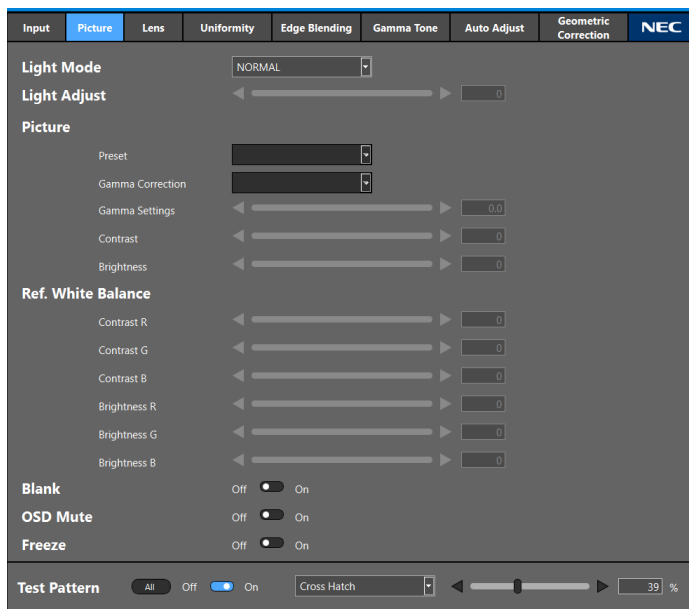 Input Picture Lens Uniformity Edge Blending Gamma Tone Auto Adjust Geometric Correction NEC
Light Mode NORMAL
Light Adjust 0
Picture
Preset
Gamma Correction
Gamma Settings 0.0
Contrast 0
Brightness 0
Ref. White Balance
Contrast R 0
Contrast G 0
Contrast B 0
Brightness R 0
Brightness G 0
Brightness B 0
Blank Off On
OSD Mute Off On
Freeze Off On
Test Pattern All Off On Cross Hatch 39 %